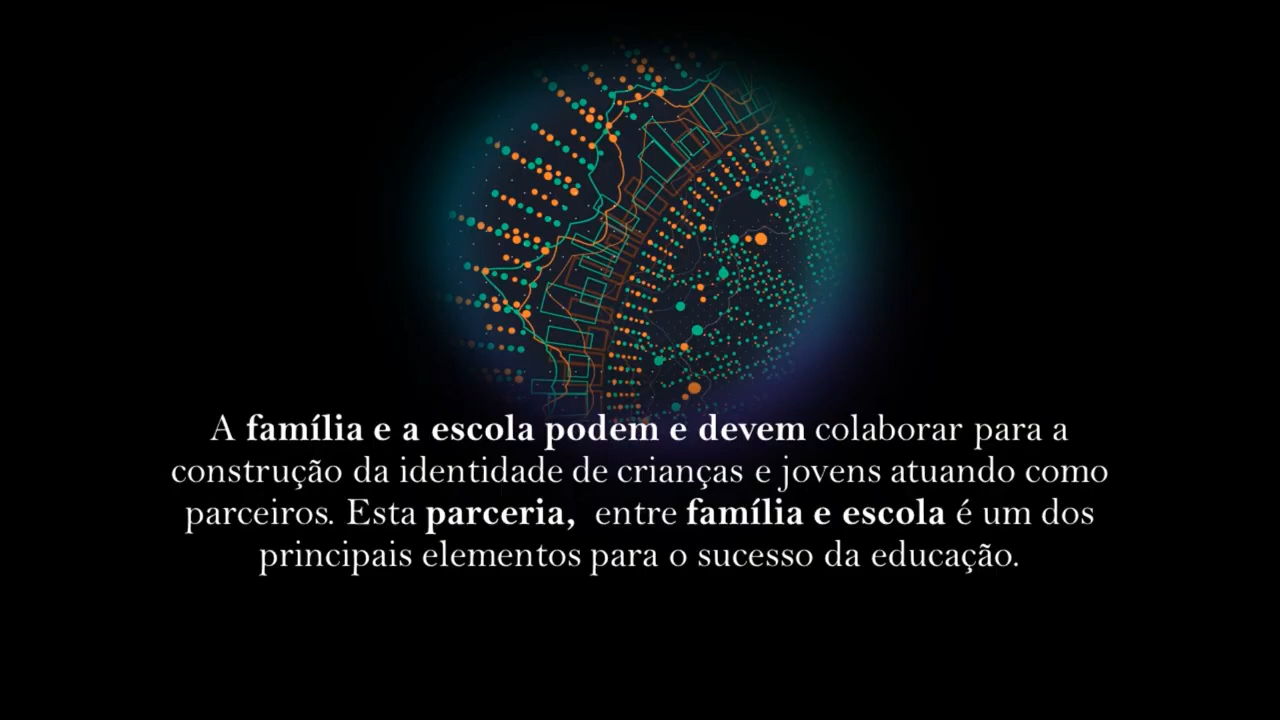 A família e a escola podem e devem colaborar para a
construção da identidade de crianças e jovens atuando como
parceiros. Esta parceria,  entre família e escola é um dos
principais elementos para o sucesso da educação.